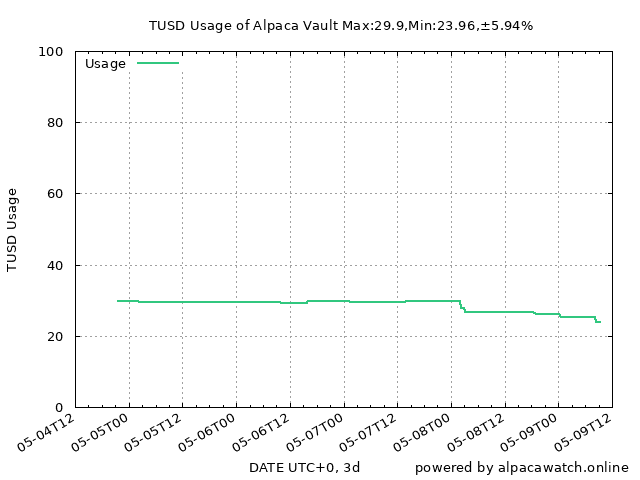 TUSD Usage of Alpaca Vault Max:29.9,Min:23.96,±5.94%
100
Usage
80
60
TUSD Usage
40
20
0
05-04T12 05-05T00 05-05T12 05-06T00 05-06T12 05-07T00 05-07T12 05-08T00 05-08T12 05-09T00 05-09T12
DATE UTC+0, 3d
powered by alpacawatch.online